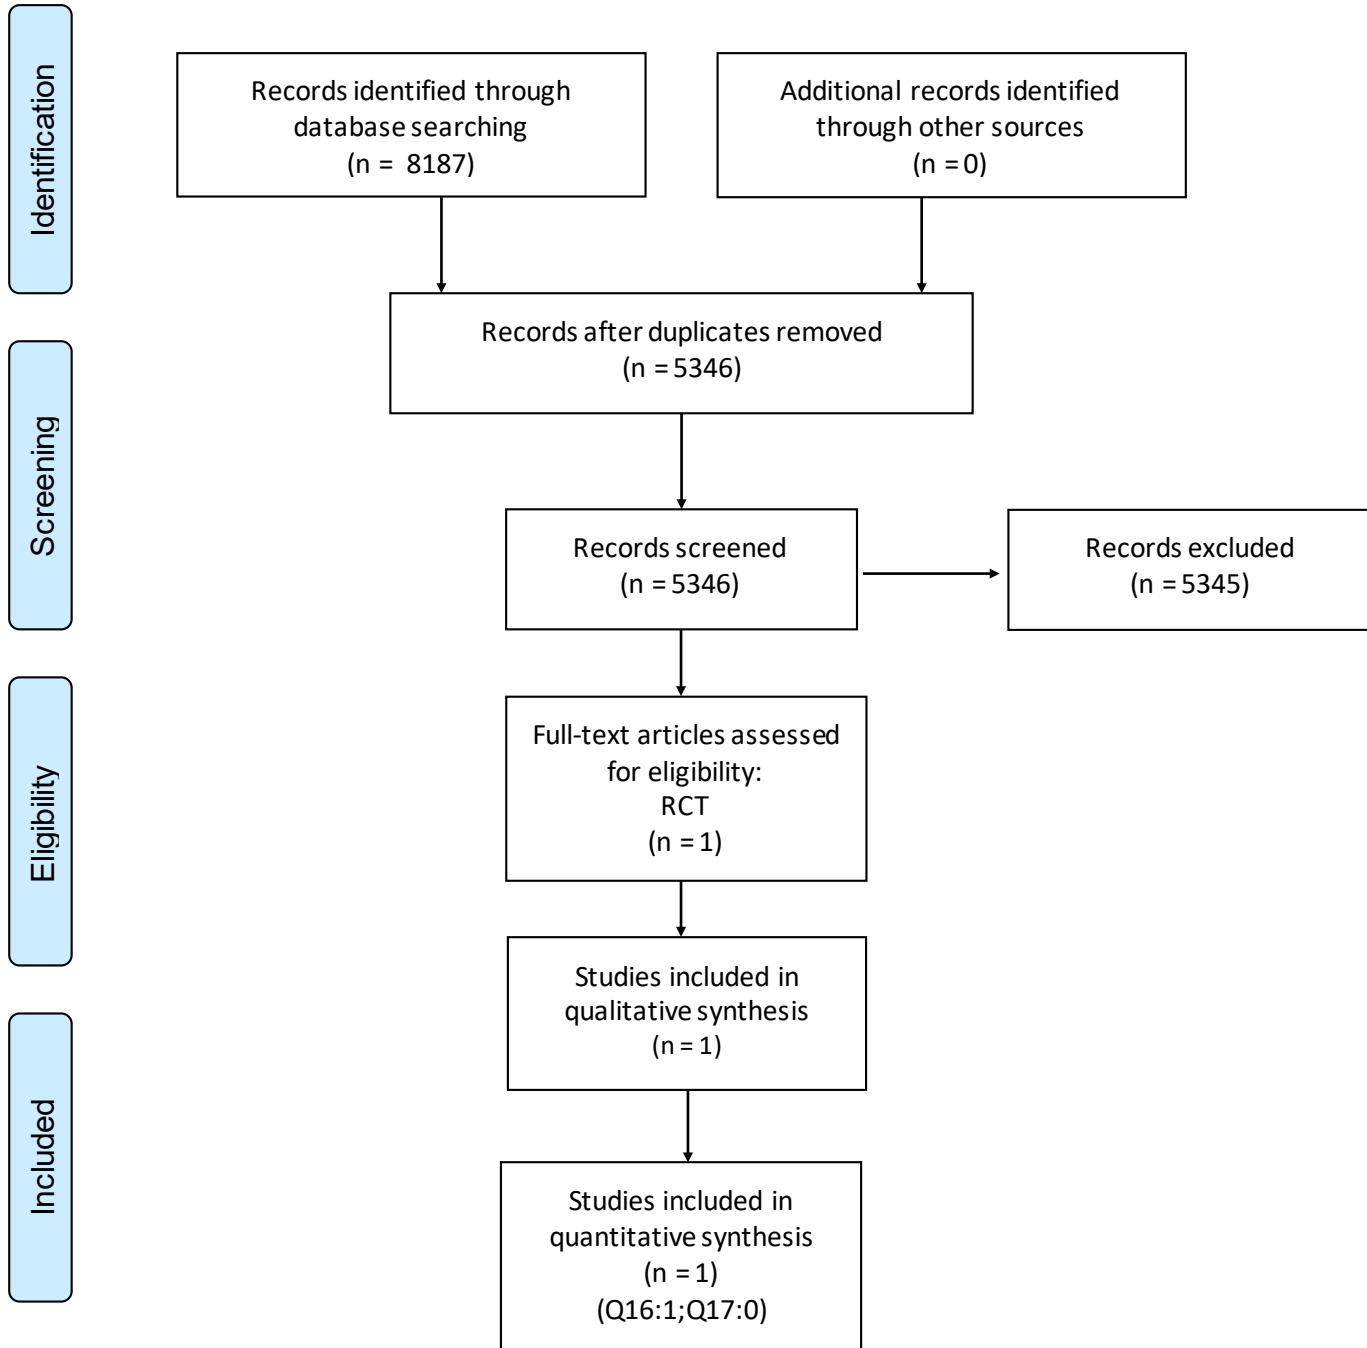 Identification
Records identified through
database searching
(n = 8187)
Additional records identified
through other sources
(n = 0)
Records after duplicates removed
(n = 5346)
Screening
Records screened
(n = 5346)
Records excluded
(n = 5345)
Eligibility
Full-text articles assessed
for eligibility:
RCT
(n = 1)
Studies included in
qualitative synthesis
(n = 1)
Included
Studies included in
quantitative synthesis
(n = 1)
(Q16:1;Q17:0)